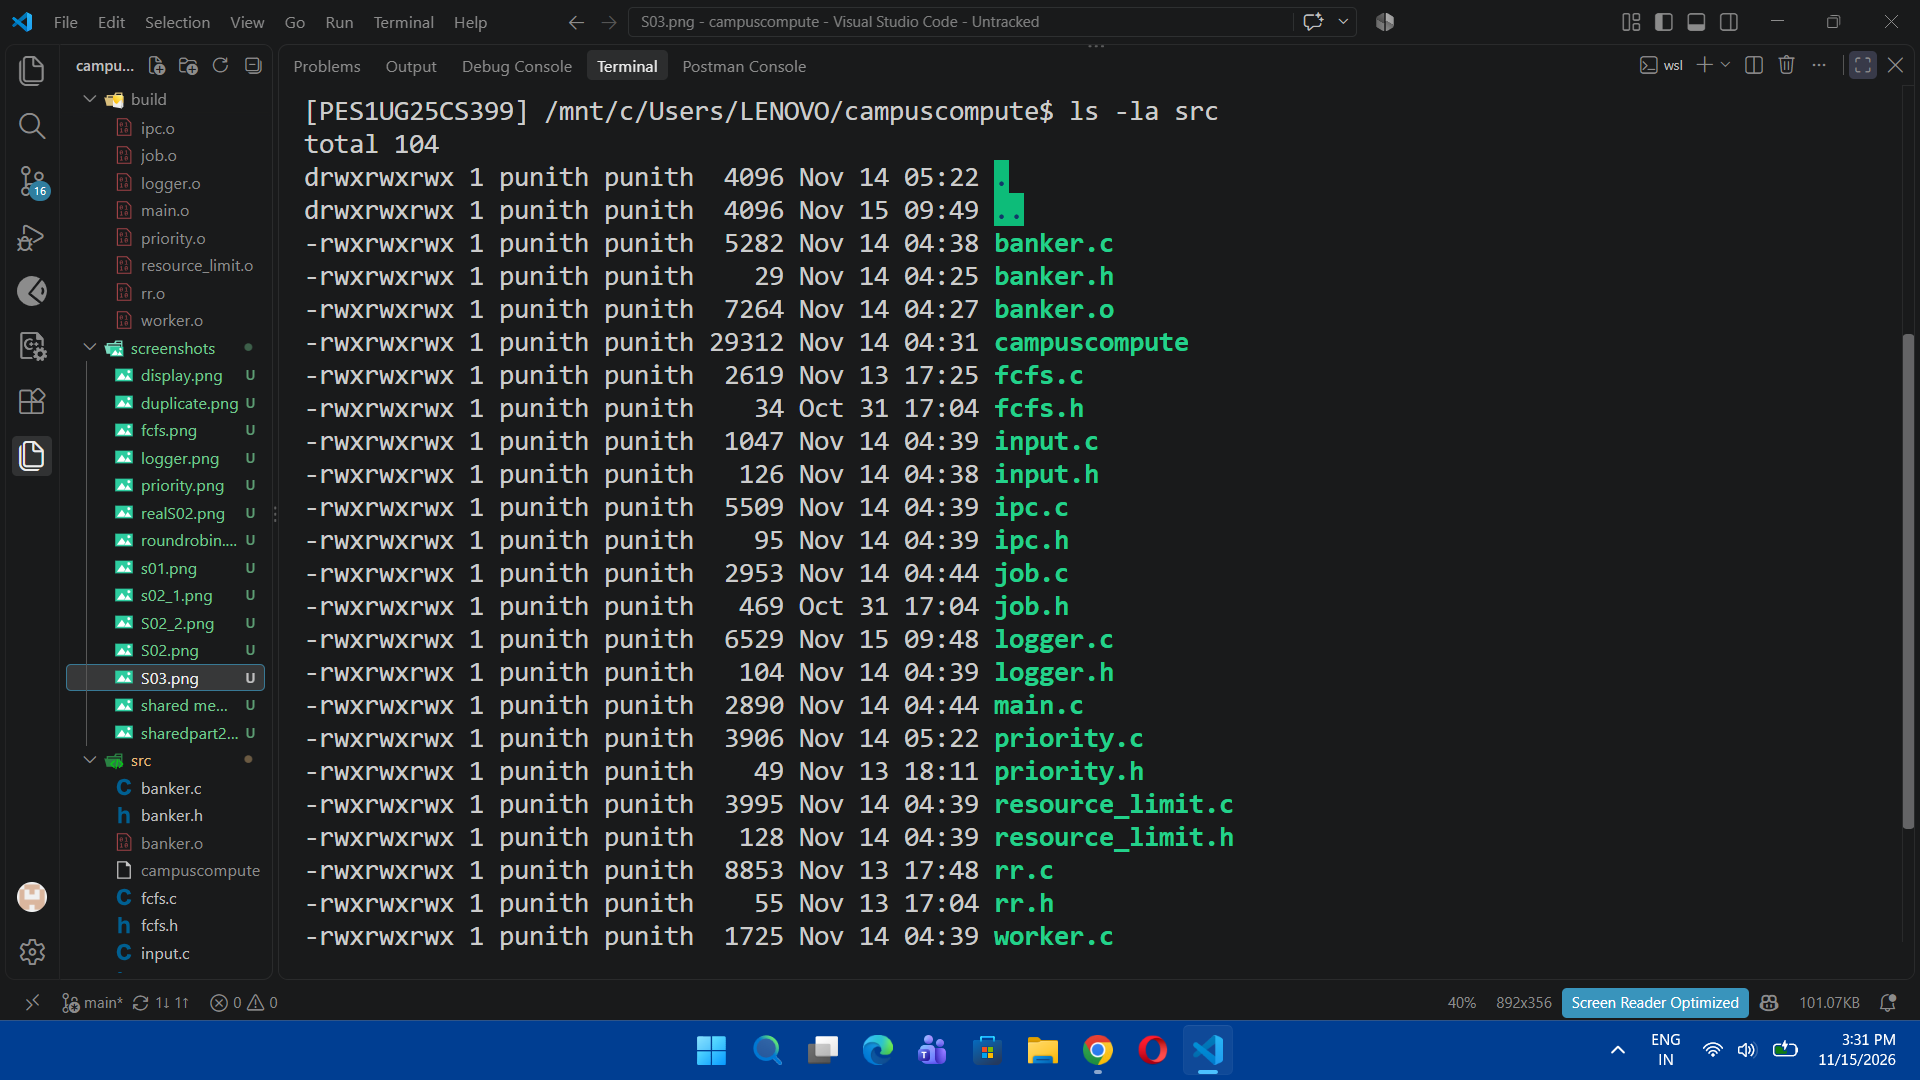 File Edit Selection View Go Run Terminal Help
S03.png - campuscompute - Visual Studio Code - Untracked
campu...
build
ipc.o
job.o
logger.o
main.o
priority.o
resource_limit.o
rr.o
worker.o
screenshots
display.png U
duplicate.png U
fcfs.png U
logger.png U
priority.png U
realS02.png U
roundrobin.... U
s01.png U
s02_1.png U
S02_2.png U
S02.png U
S03.png U
shared me... U
sharedpart2... U
src
banker.c
banker.h
banker.o
campuscompute
fcfs.c
fcfs.h
input.c
16
Problems Output Debug Console Terminal Postman Console
wsl
[PES1UG25CS399] /mnt/c/Users/LENOVO/campuscompute$ ls -la src
total 104
drwxrwxrwx 1 punith punith 4096 Nov 14 05:22 .
drwxrwxrwx 1 punith punith 4096 Nov 15 09:49 ..
-rwxrwxrwx 1 punith punith 5282 Nov 14 04:38 banker.c
-rwxrwxrwx 1 punith punith 29 Nov 14 04:25 banker.h
-rwxrwxrwx 1 punith punith 7264 Nov 14 04:27 banker.o
-rwxrwxrwx 1 punith punith 29312 Nov 14 04:31 campuscompute
-rwxrwxrwx 1 punith punith 2619 Nov 13 17:25 fcfs.c
-rwxrwxrwx 1 punith punith 34 Oct 31 17:04 fcfs.h
-rwxrwxrwx 1 punith punith 1047 Nov 14 04:39 input.c
-rwxrwxrwx 1 punith punith 126 Nov 14 04:38 input.h
-rwxrwxrwx 1 punith punith 5509 Nov 14 04:39 ipc.c
-rwxrwxrwx 1 punith punith 95 Nov 14 04:39 ipc.h
-rwxrwxrwx 1 punith punith 2953 Nov 14 04:44 job.c
-rwxrwxrwx 1 punith punith 469 Oct 31 17:04 job.h
-rwxrwxrwx 1 punith punith 6529 Nov 15 09:48 logger.c
-rwxrwxrwx 1 punith punith 104 Nov 14 04:39 logger.h
-rwxrwxrwx 1 punith punith 2890 Nov 14 04:44 main.c
-rwxrwxrwx 1 punith punith 3906 Nov 14 05:22 priority.c
-rwxrwxrwx 1 punith punith 49 Nov 13 18:11 priority.h
-rwxrwxrwx 1 punith punith 3995 Nov 14 04:39 resource_limit.c
-rwxrwxrwx 1 punith punith 128 Nov 14 04:39 resource_limit.h
-rwxrwxrwx 1 punith punith 8853 Nov 13 17:48 rr.c
-rwxrwxrwx 1 punith punith 55 Nov 13 17:04 rr.h
-rwxrwxrwx 1 punith punith 1725 Nov 14 04:39 worker.c
main* 1↓ 1↑ 0 0
40% 892x356 Screen Reader Optimized 101.07KB
ENG
IN
3:31 PM
11/15/2026